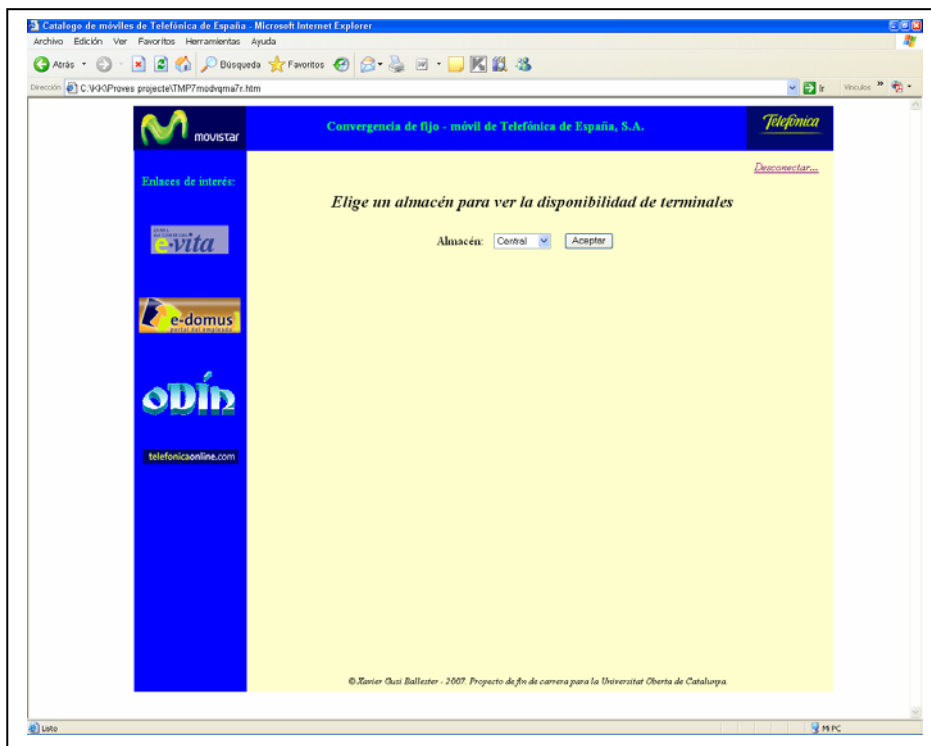 Catalogo de móviles de Telefónica de España - Microsoft Internet Explorer
Archivo Edición Ver Favoritos Herramientas Ayuda
Atrás Búsqueda Favoritos
Dirección C:\KK\Proves projecte\TMP7modvqma7r.htm Ir Vínculos
movistar
Convergencia de fijo - móvil de Telefónica de España, S.A.
Telefónica
Desconectar...
Enlaces de interés:
Elige un almacén para ver la disponibilidad de terminales
e-vita
Almacén: Central Aceptar
e-domus
portal del empleado
oDín
telefonicaonline.com
© Xavier Gusi Ballester - 2007. Proyecto de fin de carrera para la Universitat Oberta de Catalunya.
Listo
Mi PC